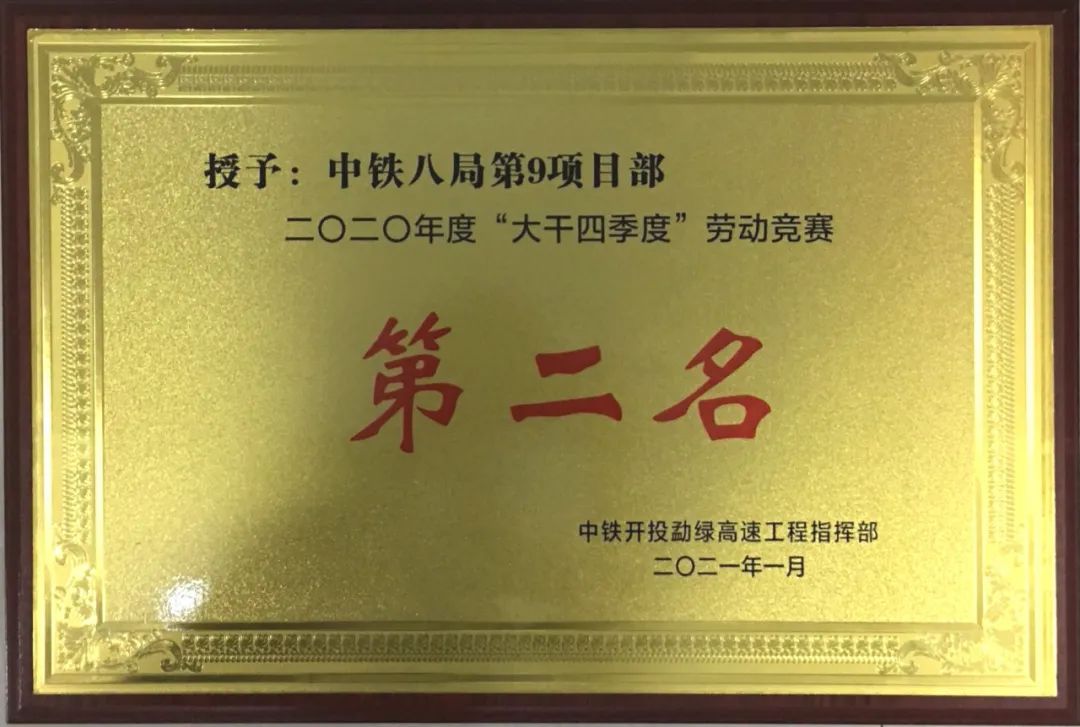 授予：中铁八局第9项目部
二〇二〇年度“大干四季度”劳动竞赛
第二名
中铁开投勐绿高速工程指挥部
二〇二一年一月